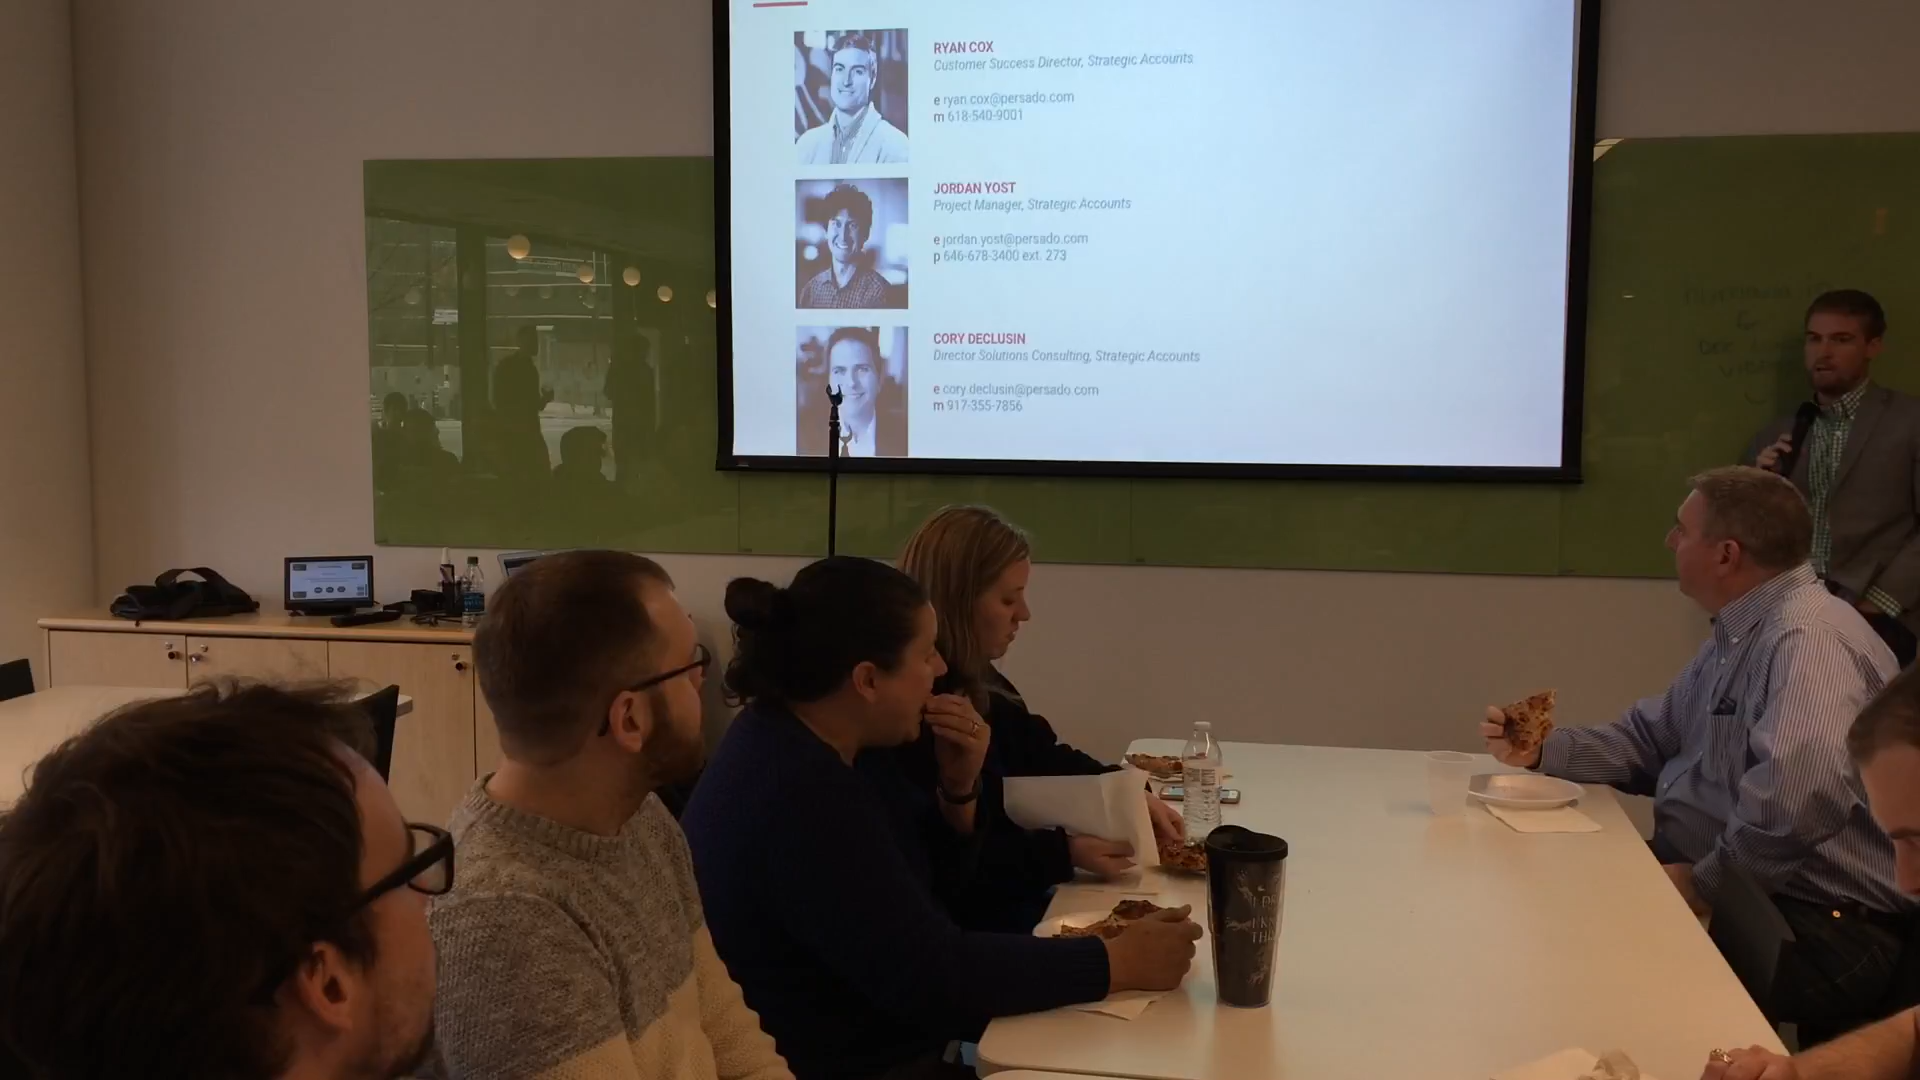 RYAN COX
Customer Success Director, Strategic Accounts
e ryan.cox@persado.com
m 618-540-9001
JORDAN YOST
Project Manager, Strategic Accounts
e jordan.yost@persado.com
p 646-678-3400 ext. 273
CORY DECLUSIN
Director Solutions Consulting, Strategic Accounts
e cory.declusin@persado.com
m 917-355-7856